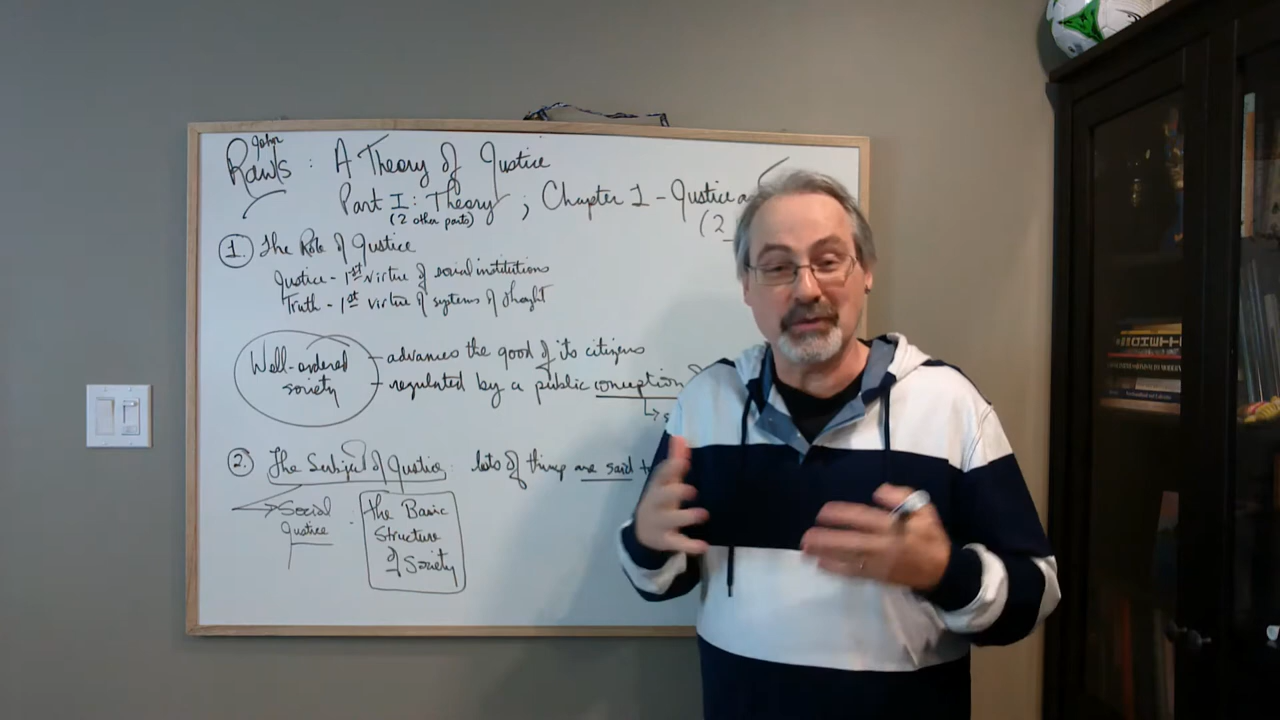 John
Rawls : A Theory of Justice
Part I: Theory ; Chapter 1 - Justice a
(2 other parts) (2
1. The Role of Justice
Justice - 1st virtue of social institutions
Truth - 1st virtue of systems of thought
Well-ordered society
- advances the good of its citizens
- regulated by a public conception
2. The Subject of Justice: lots of things are said t
Social Justice
the Basic
Structure
of Society